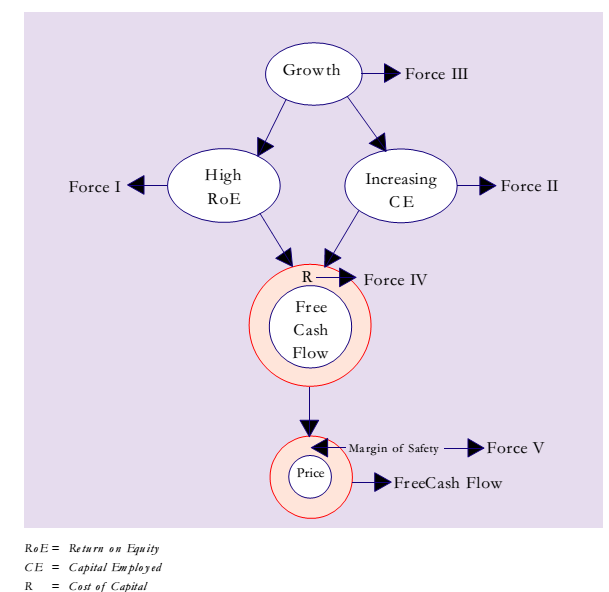 Growth
Force III
Force I
High
RoE
Increasing
CE
Force II
R
Force IV
Free
Cash
Flow
Margin of Safety
Force V
Price
FreeCash Flow
RoE = Return on Equity
CE = Capital Employed
R = Cost of Capital